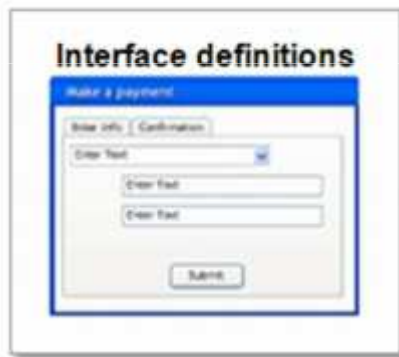 Interface definitions
Make a payment
Enter info Confirmation
Enter Text
Enter Text
Enter Text
Submit